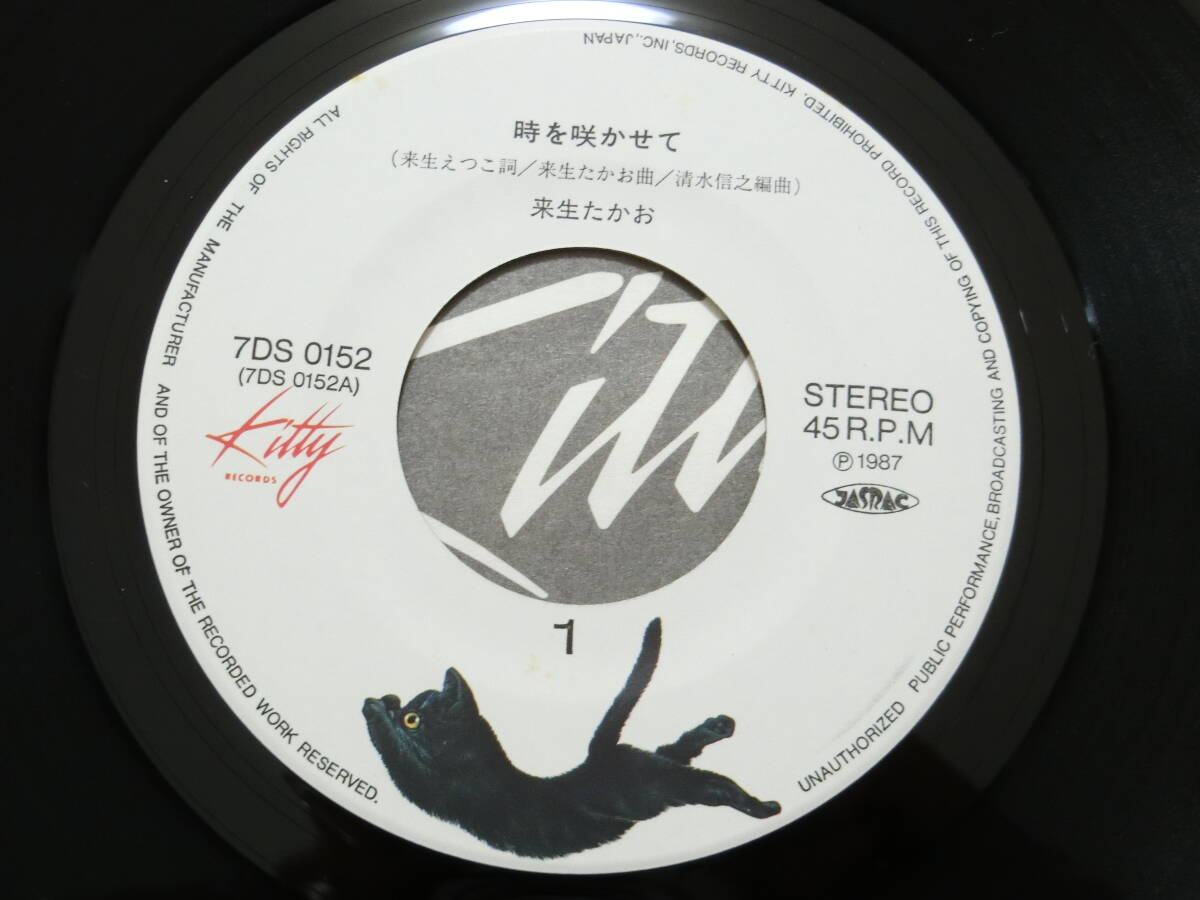 時を咲かせて
(来生えつこ詞/来生たかお曲/清水信之編曲)
来生たかお
7DS 0152
(7DS 0152A)
Kitty
RECORDS
STEREO
45 R.P.M
Ⓟ 1987
JASRAC
1
ALL RIGHTS OF THE MANUFACTURER AND OF THE OWNER OF THE RECORDED WORK RESERVED.
UNAUTHORIZED PUBLIC PERFORMANCE, BROADCASTING AND COPYING OF THIS RECORD PROHIBITED. KITTY RECORDS, INC., JAPAN